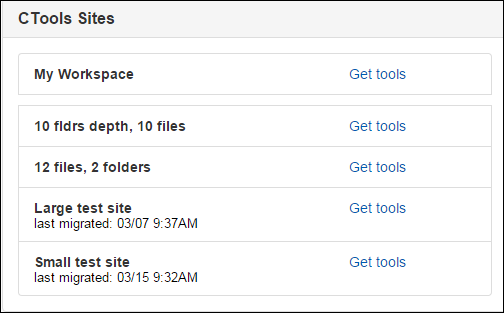 CTools Sites
My Workspace Get tools
10 fldrs depth, 10 files Get tools
12 files, 2 folders Get tools
Large test site Get tools
last migrated: 03/07 9:37AM
Small test site Get tools
last migrated: 03/15 9:32AM